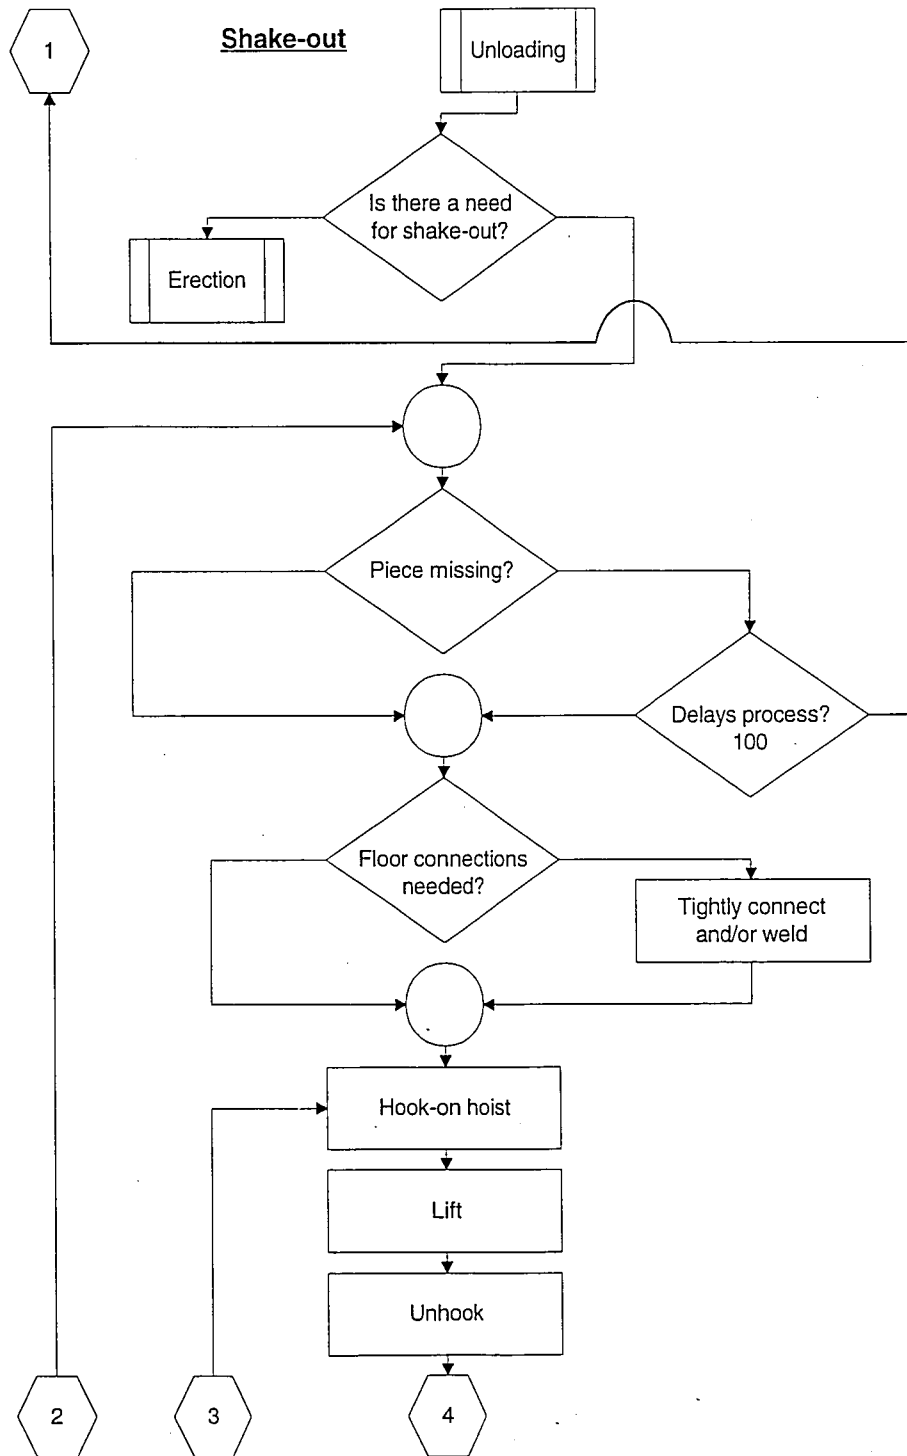 1
Shake-out
Unloading
Is there a need
for shake-out?
Erection
Piece missing?
Delays process?
100
Floor connections
needed?
Tightly connect
and/or weld
Hook-on hoist
Lift
Unhook
2
3
4